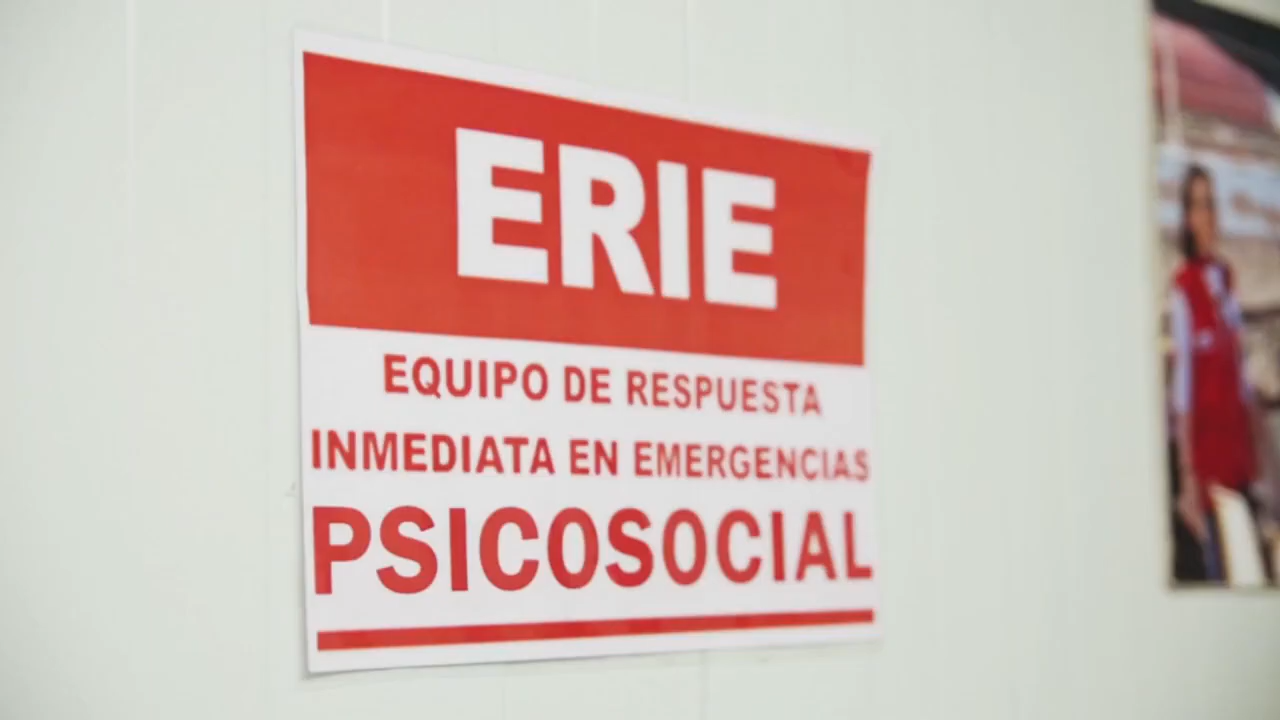 ERIE
EQUIPO DE RESPUESTA
INMEDIATA EN EMERGENCIAS
PSICOSOCIAL